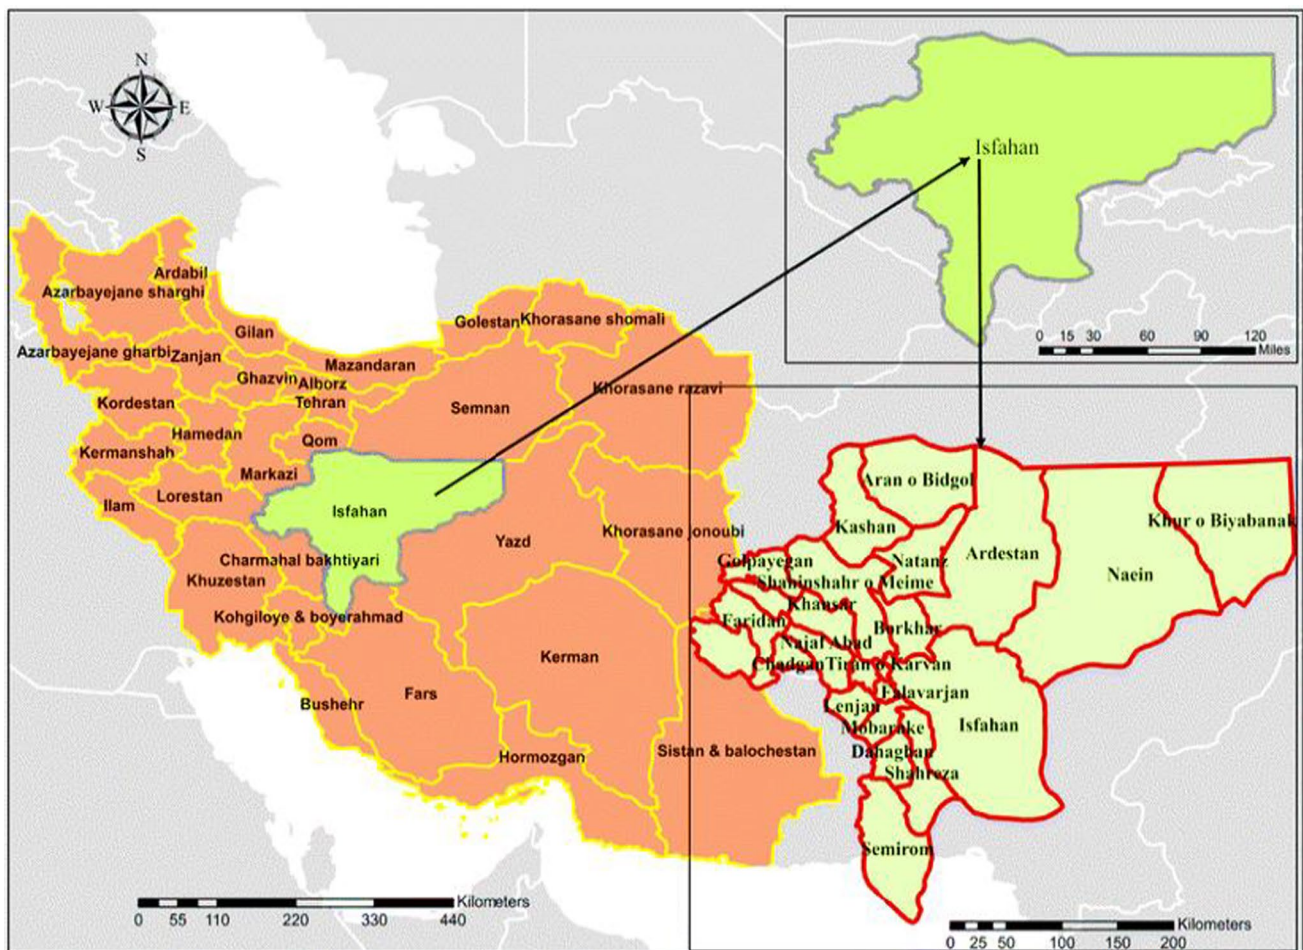 N
W E
S
Isfahan
0 15 30 60 90 120
Miles
Ardabil
Azarbayejane sharghi
Gilan
Golestan
Khorasane shomali
Azarbayejane gharbi
Zanjan
Mazandaran
Ghazvin
Alborz
Tehran
Khorasane razavi
Kordestan
Semnan
Hamedan
Qom
Kermanshah
Markazi
Lorestan
Ilam
Isfahan
Yazd
Khorasane jonoubi
Charmahal bakhtiyari
Khuzestan
Kohgiloye & boyerahmad
Kerman
Fars
Bushehr
Hormozgan
Sistan & balochestan
Kilometers
0 55 110 220 330 440
Aran o Bidgol
Kashan
Khur o Biyabanak
Ardestan
Natanz
Golpayegan
Naein
Shahinshahr o Meime
Khansar
Faridan
Borkhar
Najaf Abad
Chadgan
Tiran o Karvan
Falavarjan
Lenjan
Isfahan
Mobarake
Dahaghan
Shahreza
Semirom
Kilometers
0 25 50 100 150 200